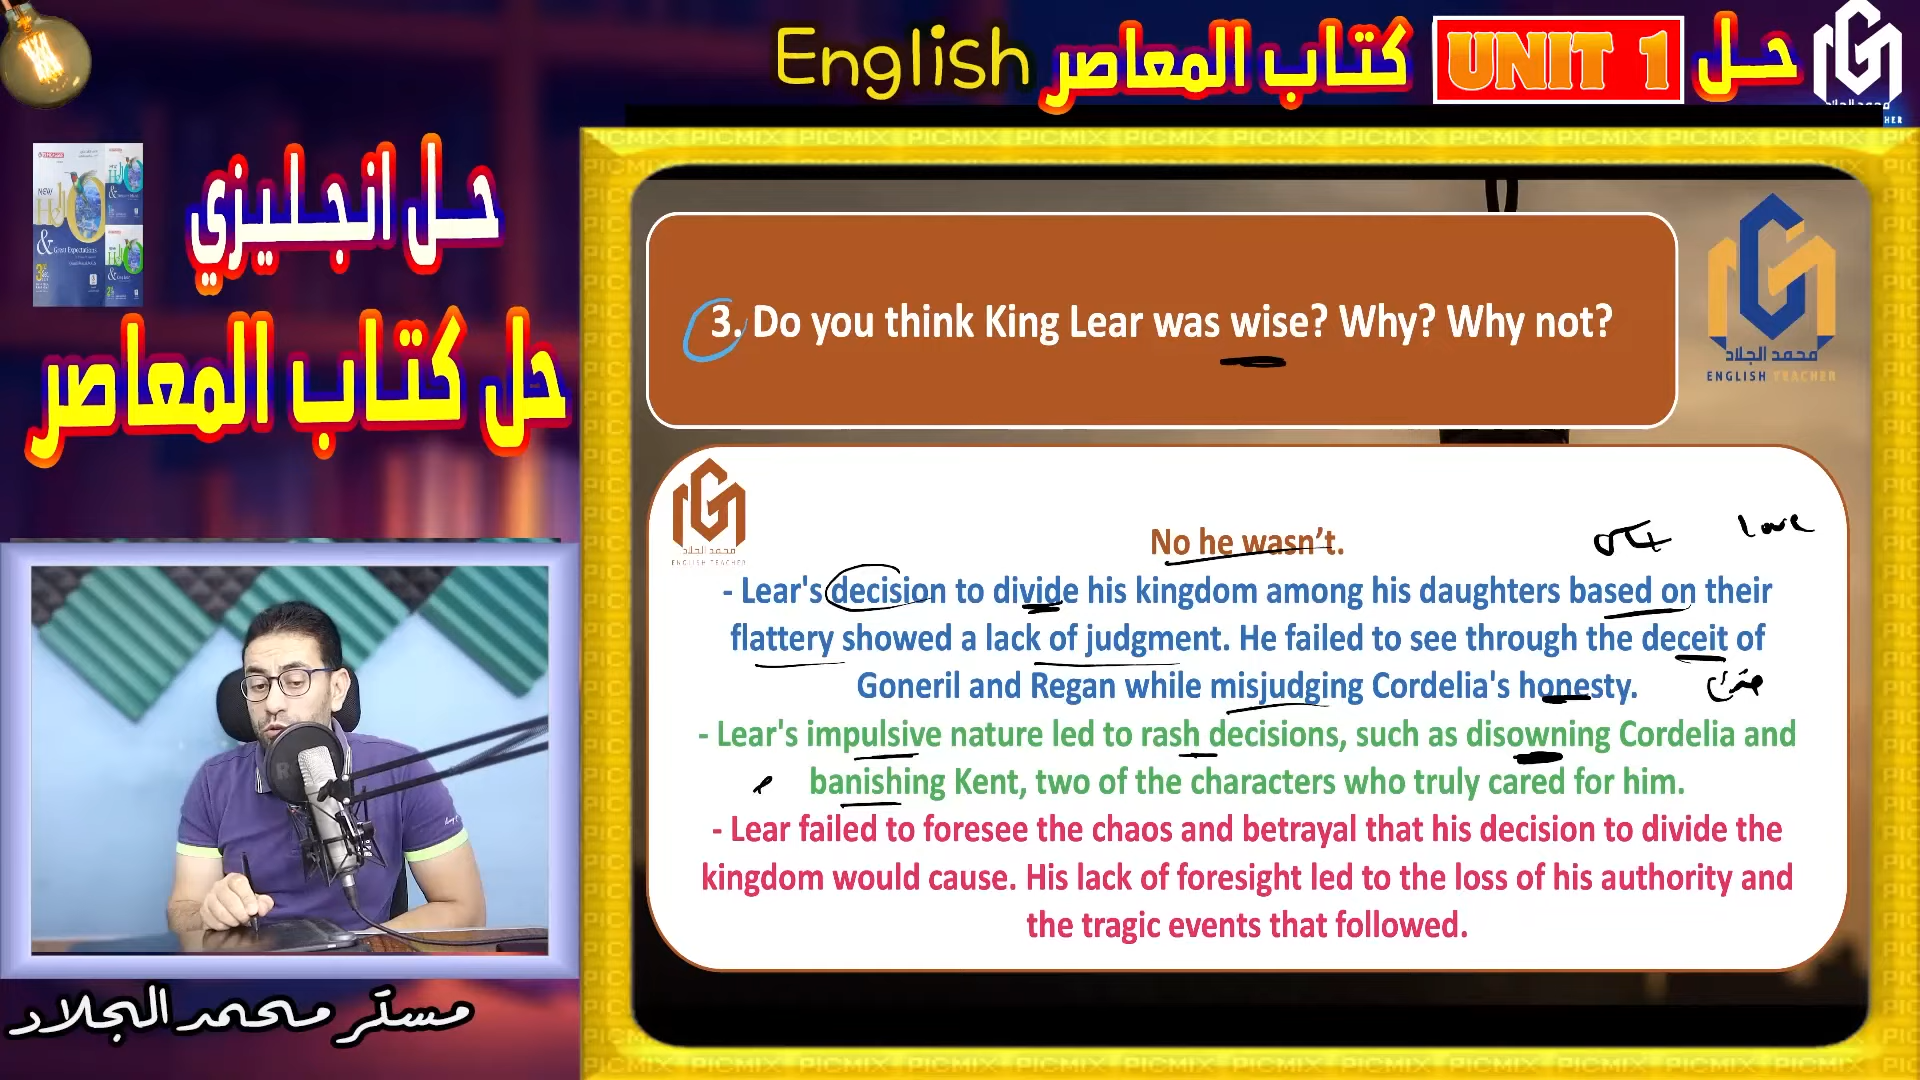 حل UNIT 1 كتاب المعاصر English
حل انجليزي
حل كتاب المعاصر
3. Do you think King Lear was wise? Why? Why not?
محمد الجلاد
ENGLISH TEACHER
محمد الجلاد
ENGLISH TEACHER
love
No he wasn't.
- Lear's decision to divide his kingdom among his daughters based on their
flattery showed a lack of judgment. He failed to see through the deceit of
Goneril and Regan while misjudging Cordelia's honesty.
- Lear's impulsive nature led to rash decisions, such as disowning Cordelia and
banishing Kent, two of the characters who truly cared for him.
- Lear failed to foresee the chaos and betrayal that his decision to divide the
kingdom would cause. His lack of foresight led to the loss of his authority and
the tragic events that followed.
مستر محمد الجلاد